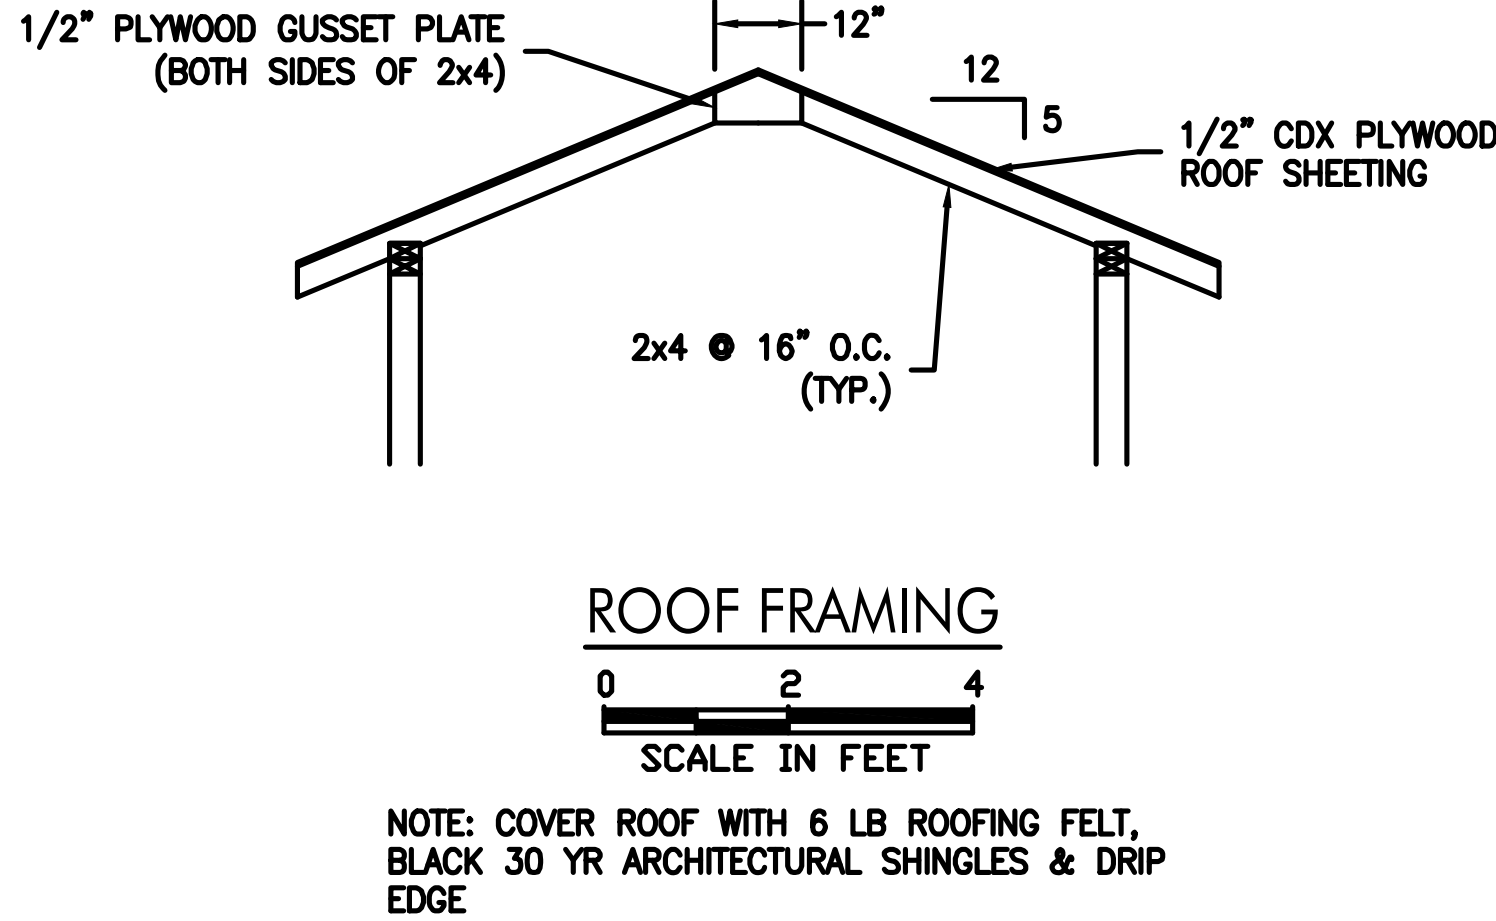 1/2" PLYWOOD GUSSET PLATE
(BOTH SIDES OF 2x4)
12"
12
5
1/2" CDX PLYWOOD
ROOF SHEETING
2x4 @ 16" O.C.
(TYP.)
ROOF FRAMING
0 2 4
SCALE IN FEET
NOTE: COVER ROOF WITH 6 LB ROOFING FELT,
BLACK 30 YR ARCHITECTURAL SHINGLES & DRIP
EDGE